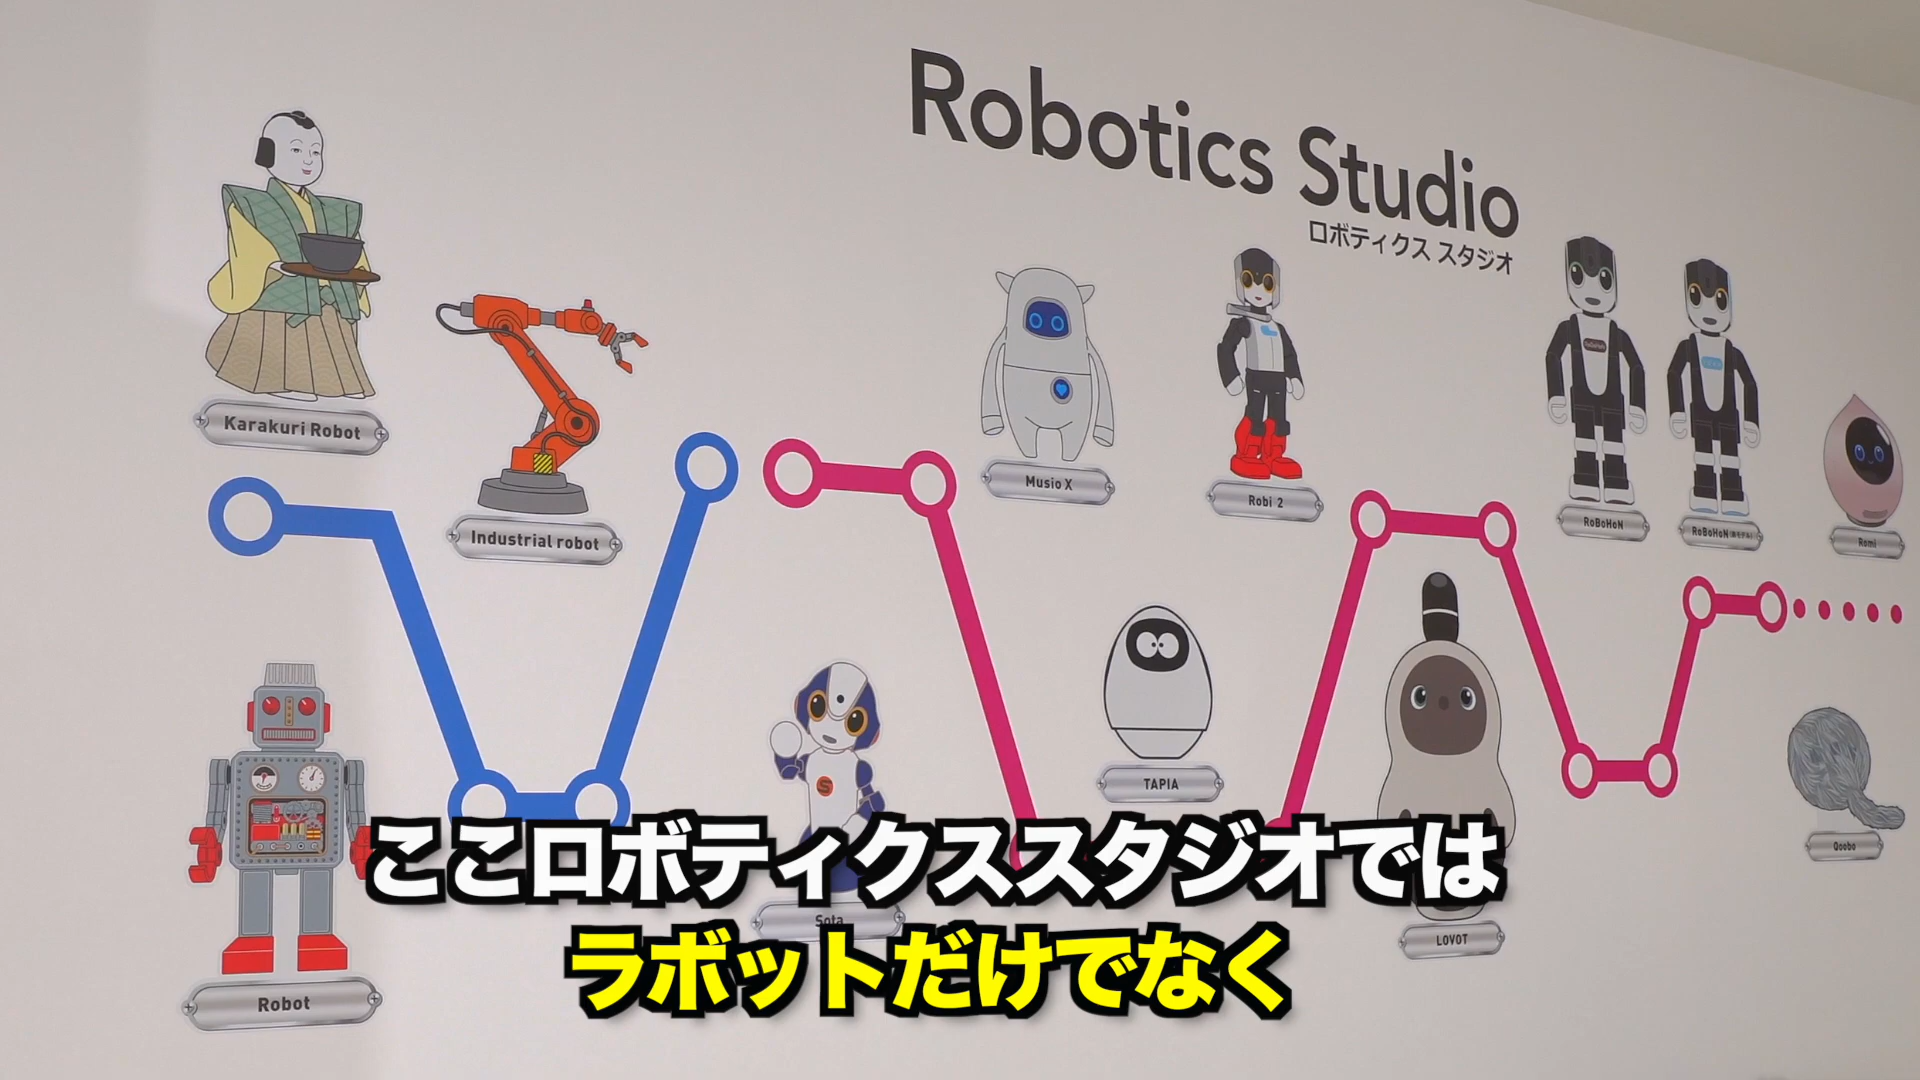 Robotics Studio
ロボティクス スタジオ
Karakuri Robot
Industrial robot
Musio X
Robi 2
RoBoHoN
RoBoHoN
Romi
TAPIA
Qoobo
S
ここロボティクススタジオでは
Sota
LOVOT
ラボットだけでなく
Robot